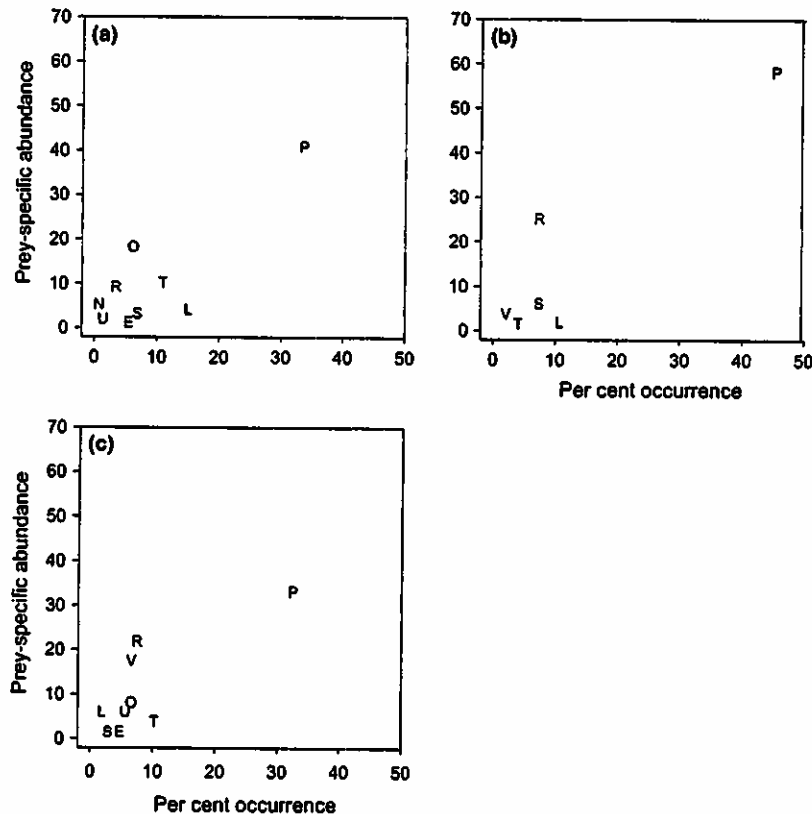 (a)
70
60
50
40
30
20
10
0
Prey-specific abundance
P
O
R
T
N
U
E
S
L
0 10 20 30 40 50
(b)
70
60
50
40
30
20
10
0
P
R
S
V
T
L
0 10 20 30 40 50
Per cent occurrence
(c)
70
60
50
40
30
20
10
0
Prey-specific abundance
P
R
V
O
L
U
T
S
E
0 10 20 30 40 50
Per cent occurrence